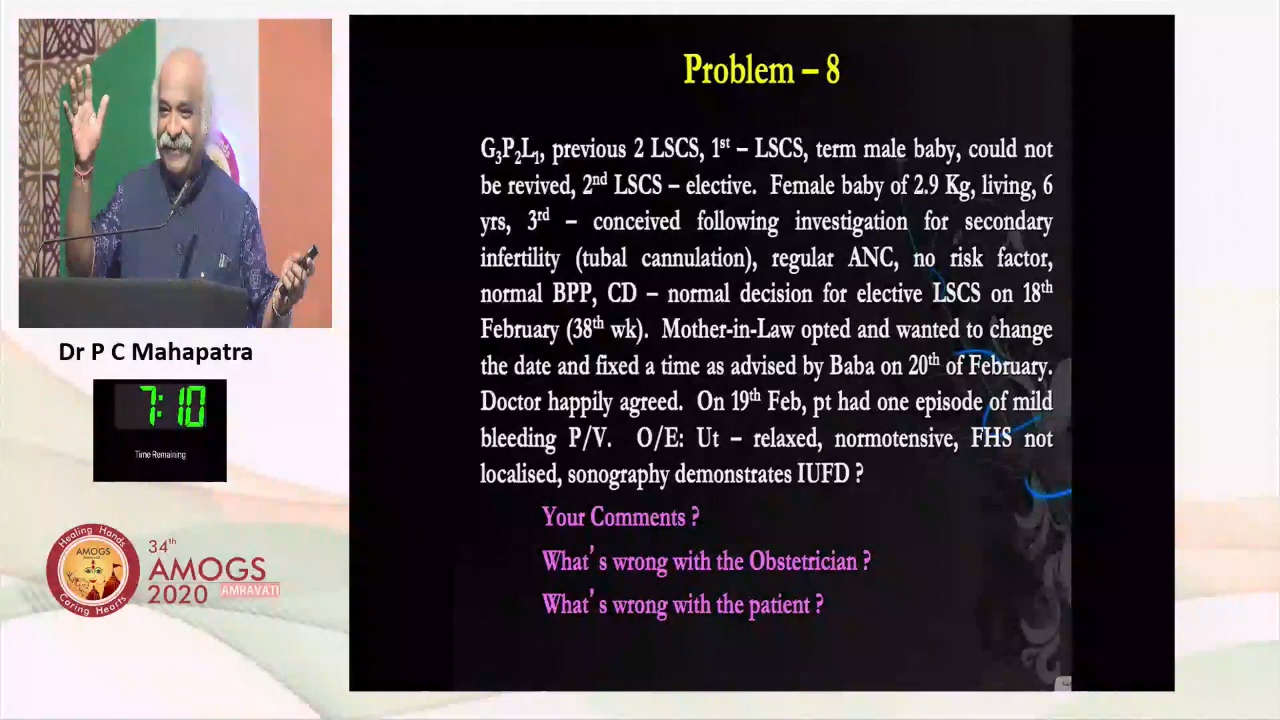 Problem – 8
G3P2L1, previous 2 LSCS, 1st – LSCS, term male baby, could not
be revived, 2nd LSCS – elective. Female baby of 2.9 Kg, living, 6
yrs, 3rd – conceived following investigation for secondary
infertility (tubal cannulation), regular ANC, no risk factor,
normal BPP, CD – normal decision for elective LSCS on 18th
February (38th wk). Mother-in-Law opted and wanted to change
the date and fixed a time as advised by Baba on 20th of February.
Doctor happily agreed. On 19th Feb, pt had one episode of mild
bleeding P/V. O/E: Ut – relaxed, normotensive, FHS not
localised, sonography demonstrates IUFD ?
Your Comments ?
What's wrong with the Obstetrician ?
What's wrong with the patient ?
Dr P C Mahapatra
7:10
Time Remaining
Healing Hands
AMOGS
Caring Hearts
34th
AMOGS
2020 AMRAVATI